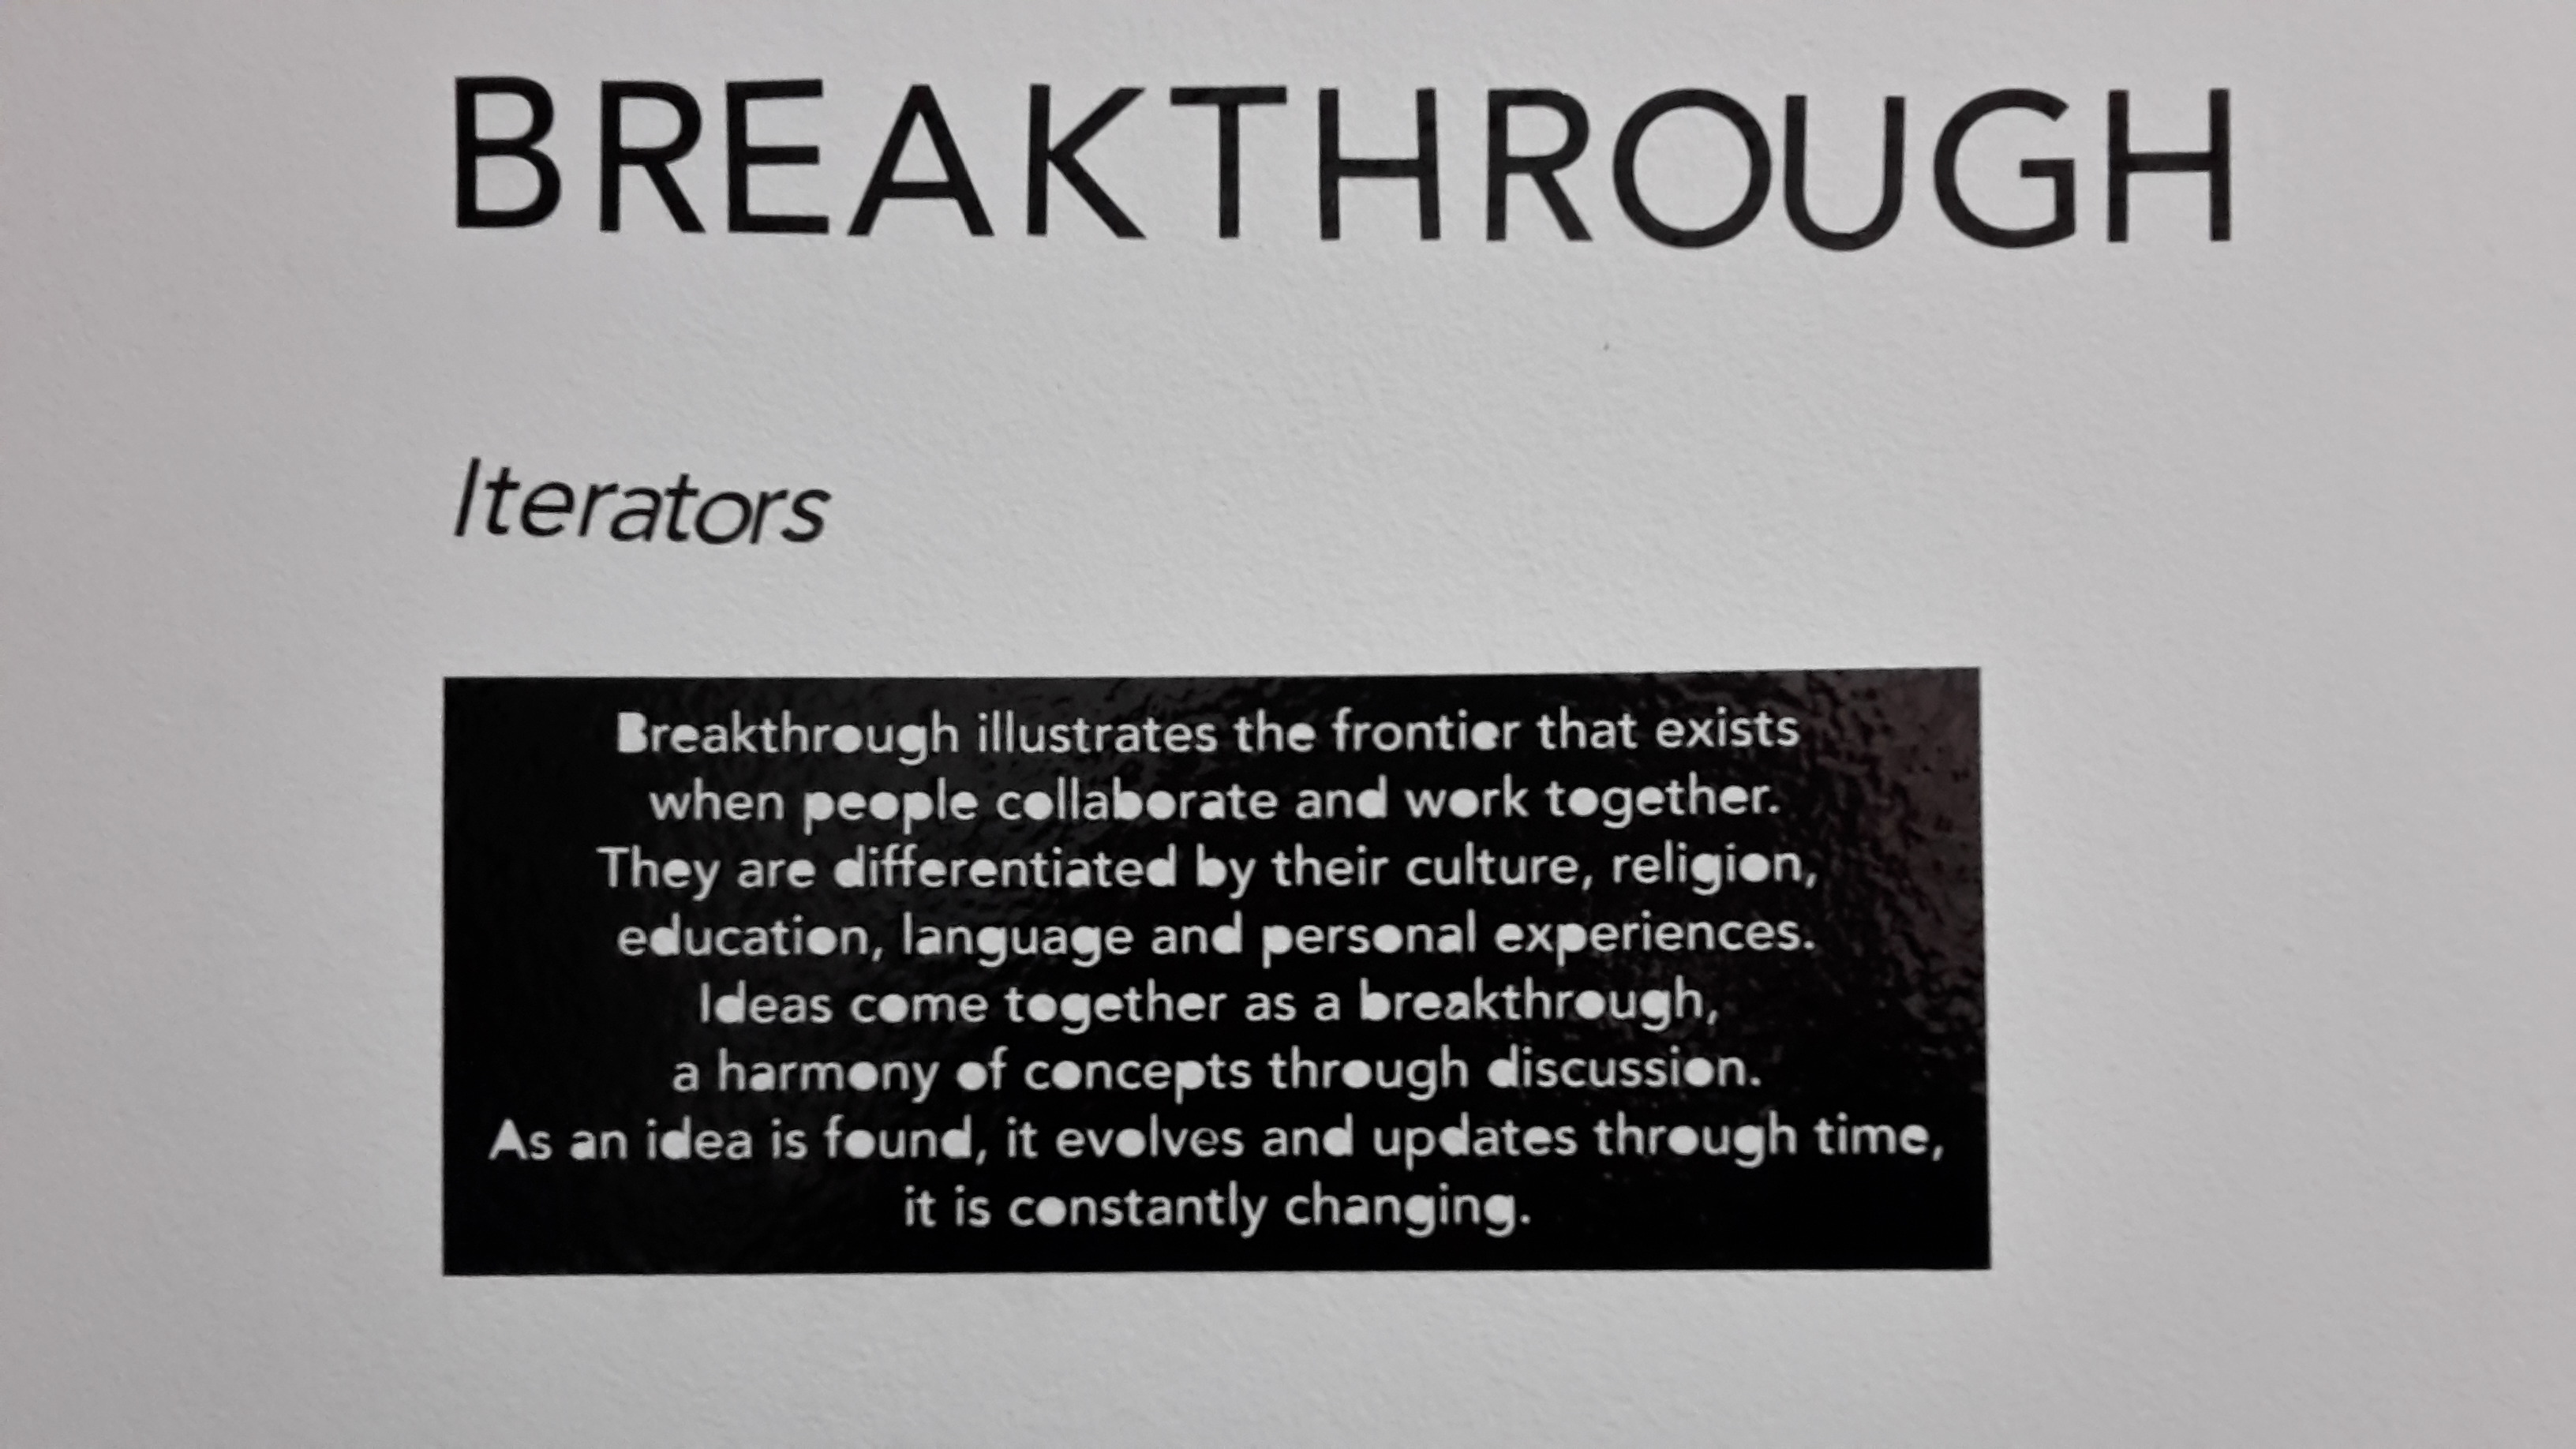 BREAKTHROUGH
Iterators
Breakthrough illustrates the frontier that exists
when people collaborate and work together.
They are differentiated by their culture, religion,
education, language and personal experiences.
Ideas come together as a breakthrough,
a harmony of concepts through discussion.
As an idea is found, it evolves and updates through time,
it is constantly changing.